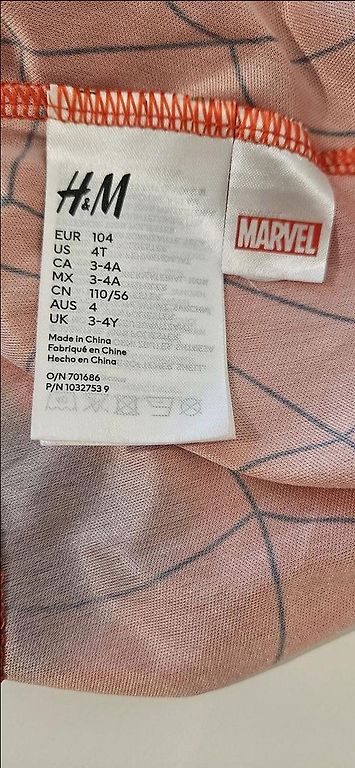 H&M
EUR 104
US 4T
CA 3-4A
MX 3-4A
CN 110/56
AUS 4
UK 3-4Y
Made in China
Fabriqué en Chine
Hecho en China
O/N 701686
P/N 1032753 9
MARVEL